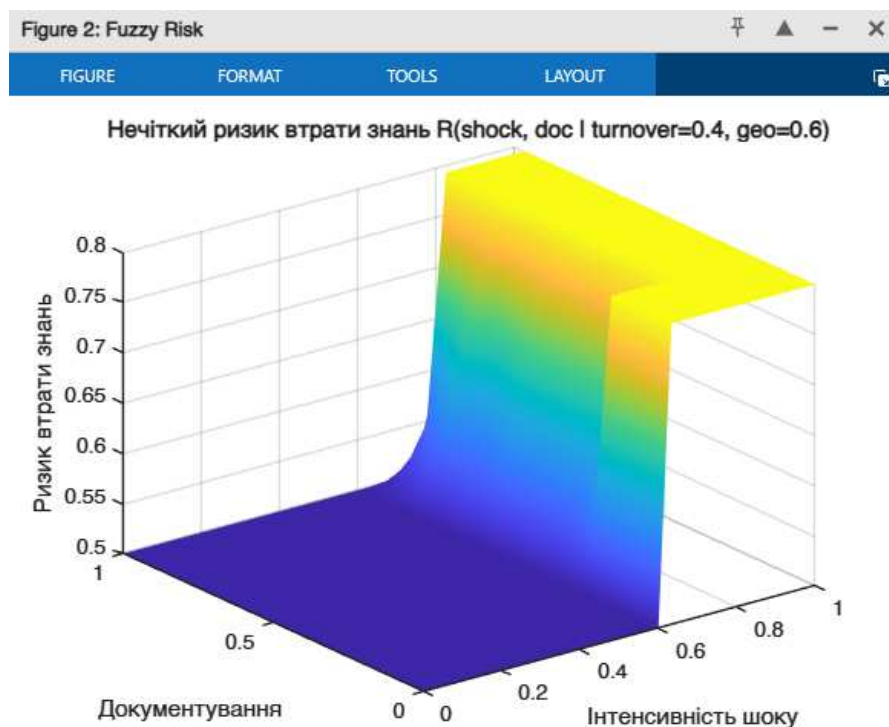 Figure 2: Fuzzy Risk
FIGURE FORMAT TOOLS LAYOUT
Нечіткий ризик втрати знань R(shock, doc | turnover=0.4, geo=0.6)
Ризик втрати знань
0.8
0.75
0.7
0.65
0.6
0.55
0.5
1
0.5
0
Документування
0
0.2
0.4
0.6
0.8
1
Інтенсивність шоку